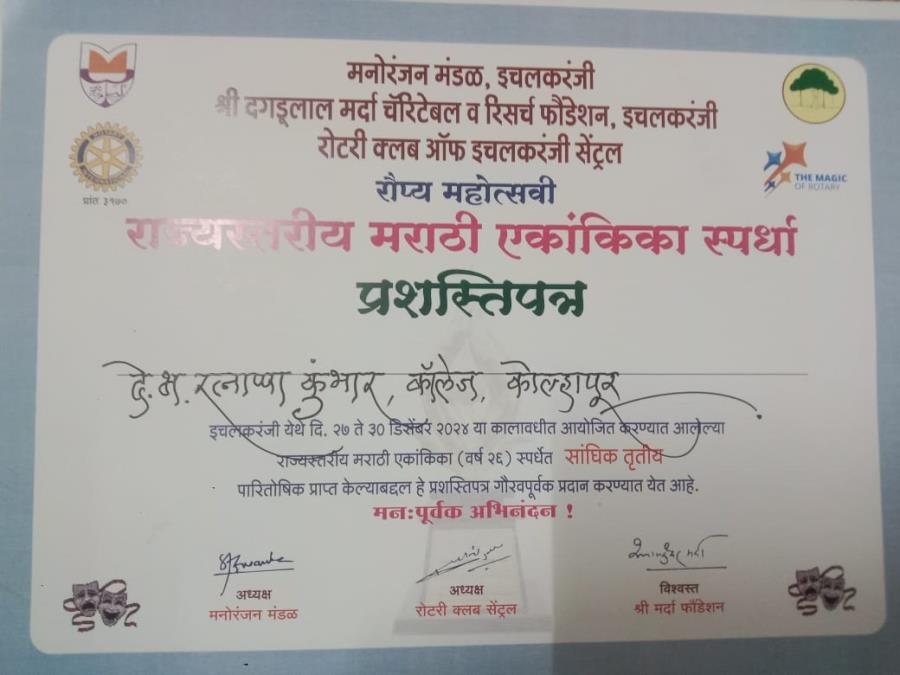 मनोरंजन मंडळ, इचलकरंजी
श्री दगडूलाल मर्दा चॅरिटेबल व रिसर्च फौंडेशन, इचलकरंजी
रोटरी क्लब ऑफ इचलकरंजी सेंट्रल
प्रांत ३१७०
THE MAGIC
OF ROTARY
रौप्य महोत्सवी
राज्यस्तरीय मराठी एकांकिका स्पर्धा
प्रशस्तिपत्र
दे. भ. रत्नाप्पा कुंभार, कॉलेज, कोल्हापूर
इचलकरंजी येथे दि. २७ ते ३० डिसेंबर २०२४ या कालावधीत आयोजित करण्यात आलेल्या
राज्यस्तरीय मराठी एकांकिका (वर्ष २६) स्पर्धेत सांघिक तृतीय
पारितोषिक प्राप्त केल्याबद्दल हे प्रशस्तिपत्र गौरवपूर्वक प्रदान करण्यात येत आहे.
मन:पूर्वक अभिनंदन !
अध्यक्ष अध्यक्ष विश्वस्त
मनोरंजन मंडळ रोटरी क्लब सेंट्रल श्री मर्दा फौंडेशन